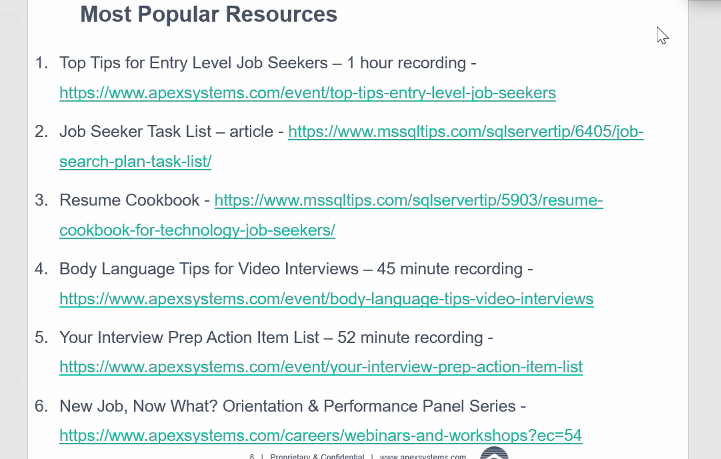 Most Popular Resources
1. Top Tips for Entry Level Job Seekers – 1 hour recording -
https://www.apexsystems.com/event/top-tips-entry-level-job-seekers
2. Job Seeker Task List – article - https://www.mssqltips.com/sqlservertip/6405/job-
search-plan-task-list/
3. Resume Cookbook - https://www.mssqltips.com/sqlservertip/5903/resume-
cookbook-for-technology-job-seekers/
4. Body Language Tips for Video Interviews – 45 minute recording -
https://www.apexsystems.com/event/body-language-tips-video-interviews
5. Your Interview Prep Action Item List – 52 minute recording -
https://www.apexsystems.com/event/your-interview-prep-action-item-list
6. New Job, Now What? Orientation & Performance Panel Series -
https://www.apexsystems.com/careers/webinars-and-workshops?ec=54
6 | Proprietary & Confidential | www.apexsystems.com